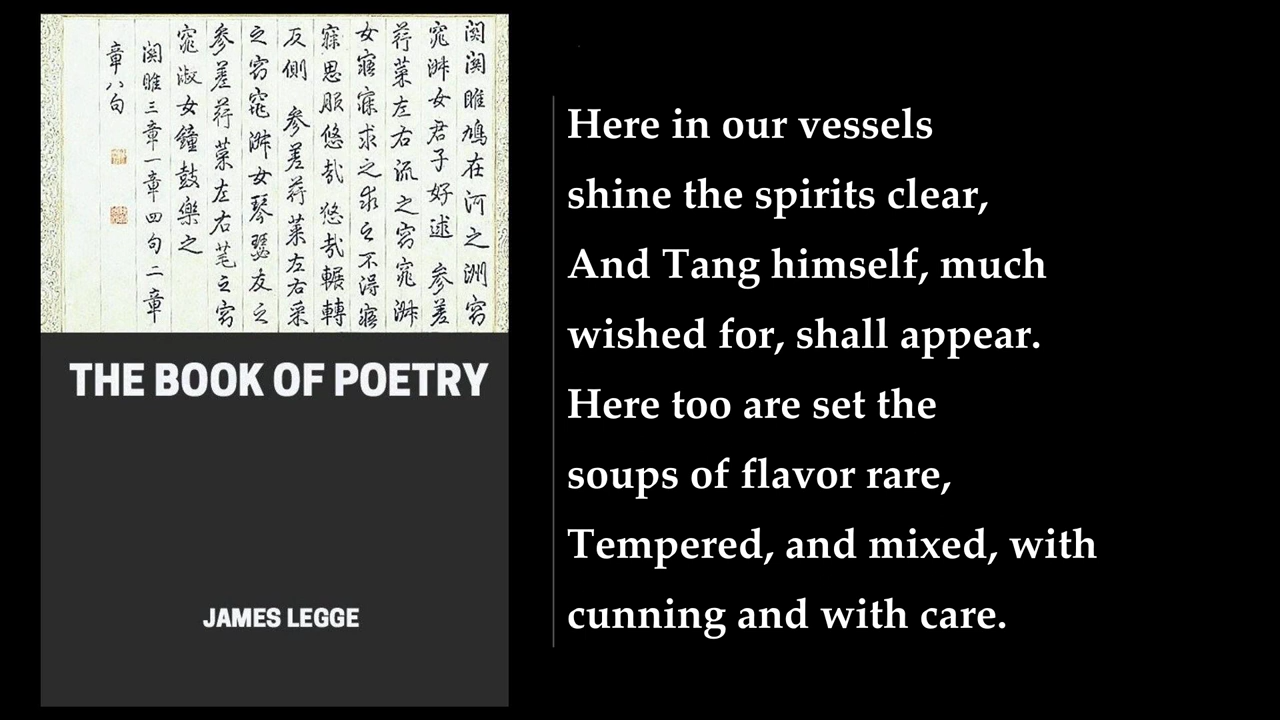 關關雎鳩在河之洲窈
窕淑女君子好逑 參差
荇菜左右流之窈窕淑
女寤寐求之求之不得寤
寐思服悠哉悠哉輾轉
反側 參差荇菜左右采
之窈窕淑女琴瑟友之
參差荇菜左右芼之窈
窕淑女鐘鼓樂之
關雎三章一章四句二章
章八句
THE BOOK OF POETRY
JAMES LEGGE
Here in our vessels
shine the spirits clear,
And Tang himself, much
wished for, shall appear.
Here too are set the
soups of flavor rare,
Tempered, and mixed, with
cunning and with care.